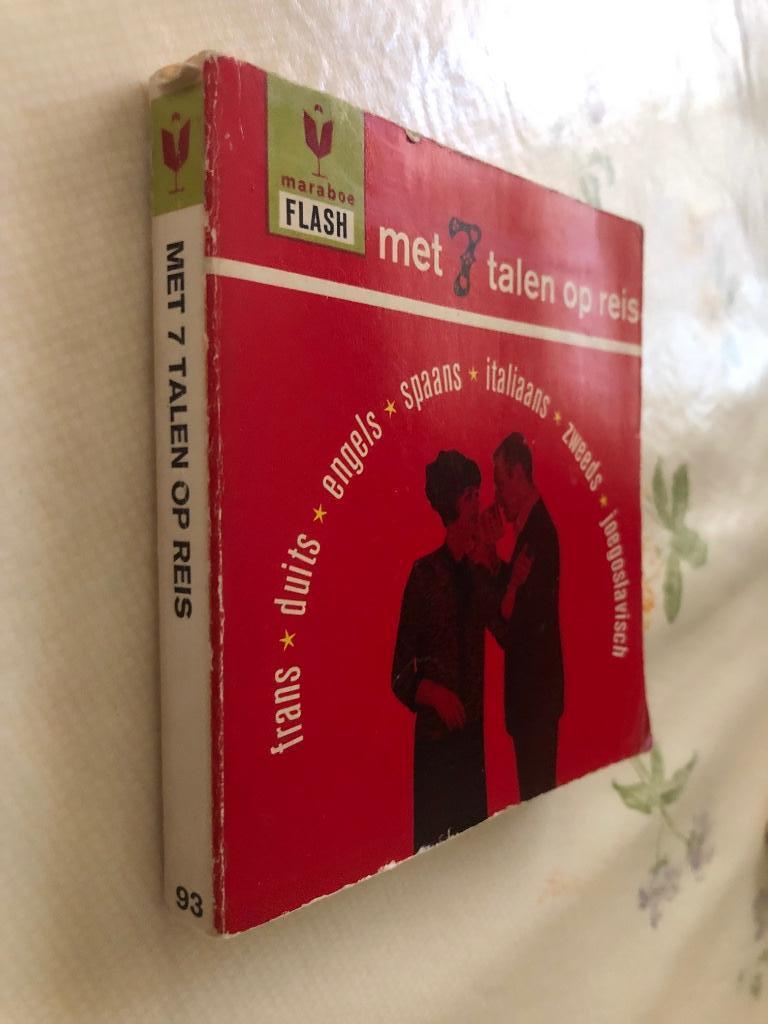 maraboe
FLASH
met 7 talen op reis
frans ★ duits ★ engels ★ spaans ★ italiaans ★ zweeds ★ joegoslavisch
MET 7 TALEN OP REIS
93